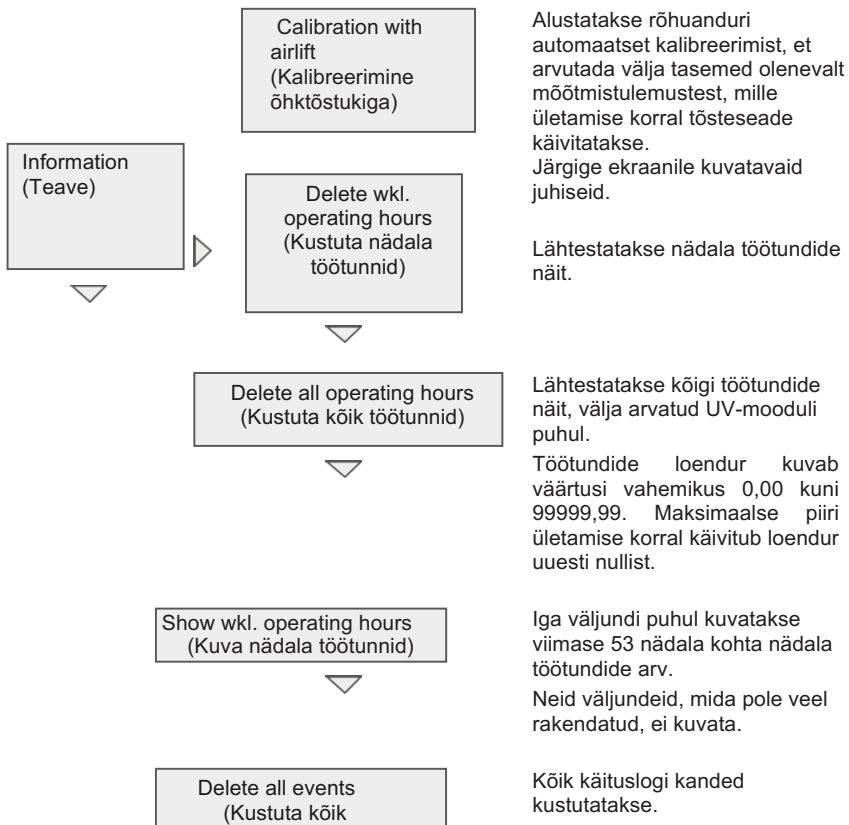 Calibration with
airlift
(Kalibreerimine
õhktõstukiga)
Alustatakse rõhuanduri
automaatset kalibreerimist, et
arvutada välja tasemed olenevalt
mõõtmistulemustest, mille
ületamise korral tõsteseade
käivitatakse.
Järgige ekraanile kuvatavaid
juhiseid.
Information
(Teave)
Delete wkl.
operating hours
(Kustuta nädala
töötunnid)
Lähtestatakse nädala töötundide
näit.
Delete all operating hours
(Kustuta kõik töötunnid)
Lähtestatakse kõigi töötundide
näit, välja arvatud UV-mooduli
puhul.
Töötundide loendur kuvab
väärtusi vahemikus 0,00 kuni
99999,99. Maksimaalse piiri
ületamise korral käivitub loendur
uuesti nullist.
Show wkl. operating hours
(Kuva nädala töötunnid)
Iga väljundi puhul kuvatakse
viimase 53 nädala kohta nädala
töötundide arv.
Neid väljundeid, mida pole veel
rakendatud, ei kuvata.
Delete all events
(Kustuta kõik
Kõik käituslogi kanded
kustutatakse.